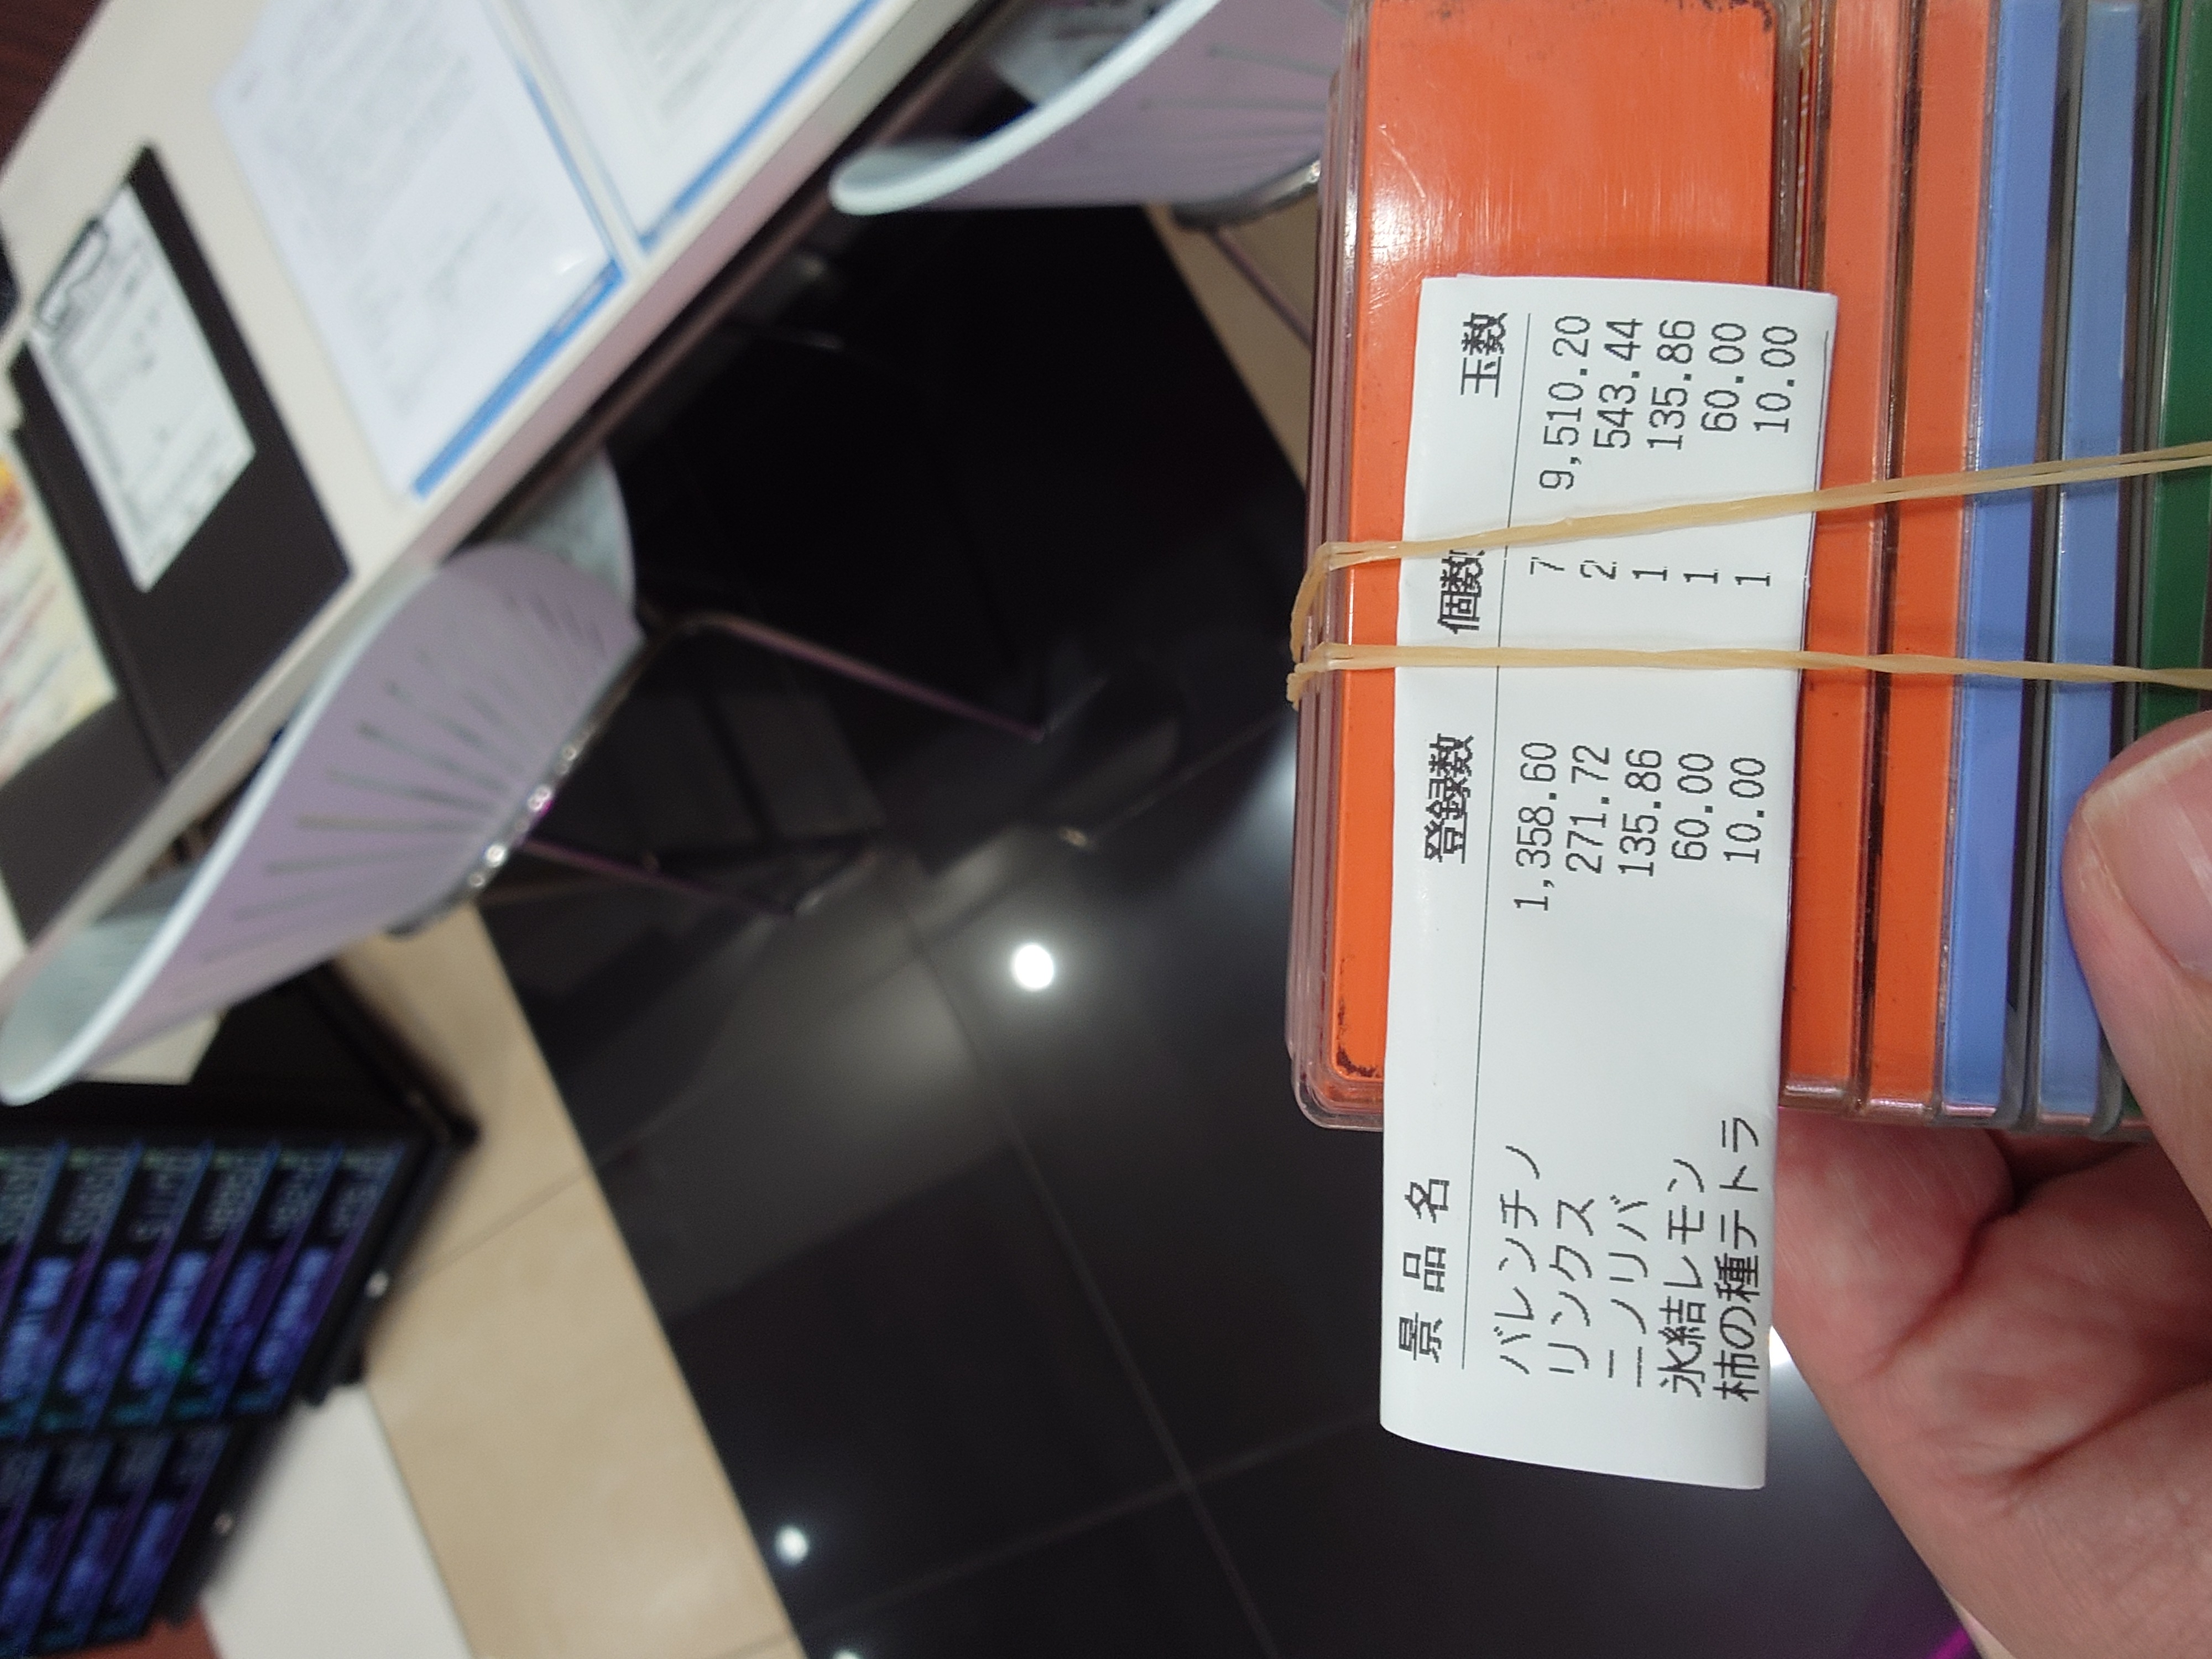 景 品 名 登録数 個数 玉数
バレンチノ 1,358.60 7 9,510.20
リンクス 271.72 2 543.44
ニノリバ 135.86 1 135.86
氷結レモン 60.00 1 60.00
柿の種テトラ 10.00 1 10.00